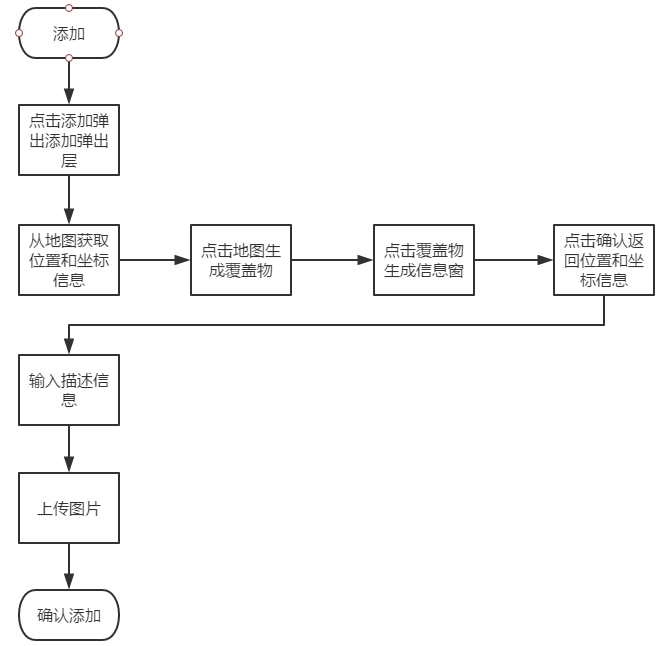 添加
点击添加弹
出添加弹出
层
从地图获取
位置和坐标
信息
点击地图生
成覆盖物
点击覆盖物
生成信息窗
点击确认返
回位置和坐
标信息
输入描述信
息
上传图片
确认添加